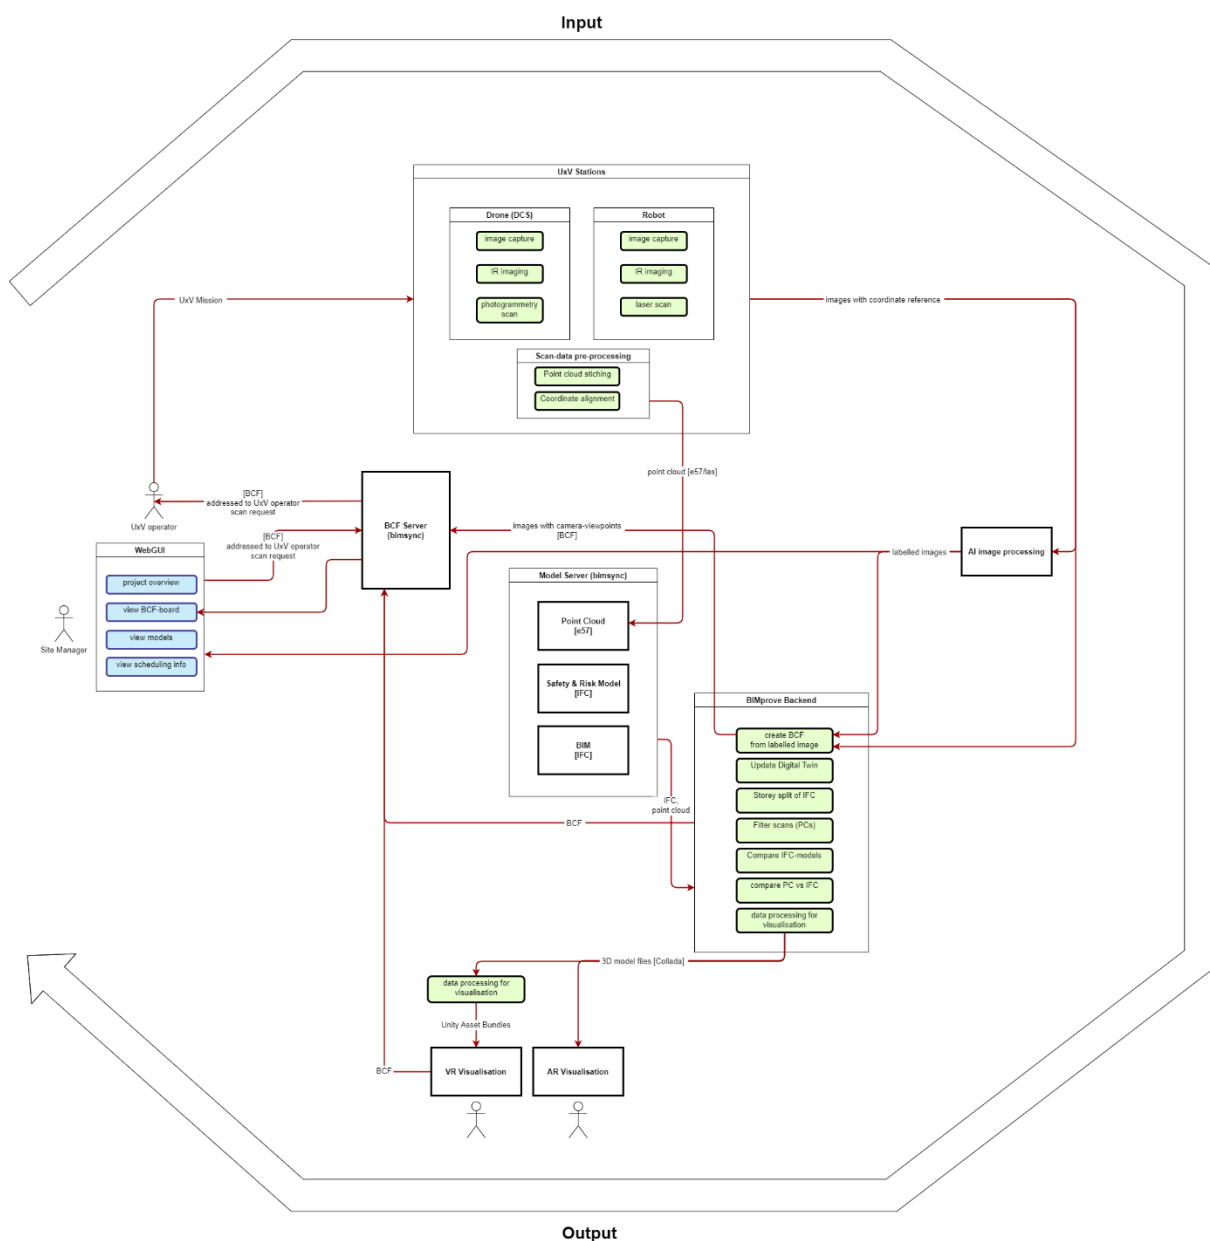 Input
UxV Stations
Drone (DCS)
image capture
IR imaging
photogrammetry
scan
Robot
image capture
IR imaging
laser scan
Scan-data pre-processing
Point cloud stiching
Coordinate alignment
UxV Mission
images with coordinate reference
point cloud [e57/las]
UxV operator
[BCF]
addressed to UxV operator
scan request
[BCF]
addressed to UxV operator
scan request
BCF Server
(bimsync)
images with camera-viewpoints
[BCF]
labelled images
AI image processing
WebGUI
project overview
view BCF-board
view models
view scheduling info
Site Manager
Model Server (bimsync)
Point Cloud
[e57]
Safety & Risk Model
[IFC]
BIM
[IFC]
IFC,
point cloud
BCF
BIMprove Backend
create BCF
from labelled image
Update Digital Twin
Storey split of IFC
Filter scans (PCs)
Compare IFC-models
compare PC vs IFC
data processing for
visualisation
3D model files [Collada]
data processing for
visualisation
Unity Asset Bundles
BCF
VR Visualisation
AR Visualisation
Output